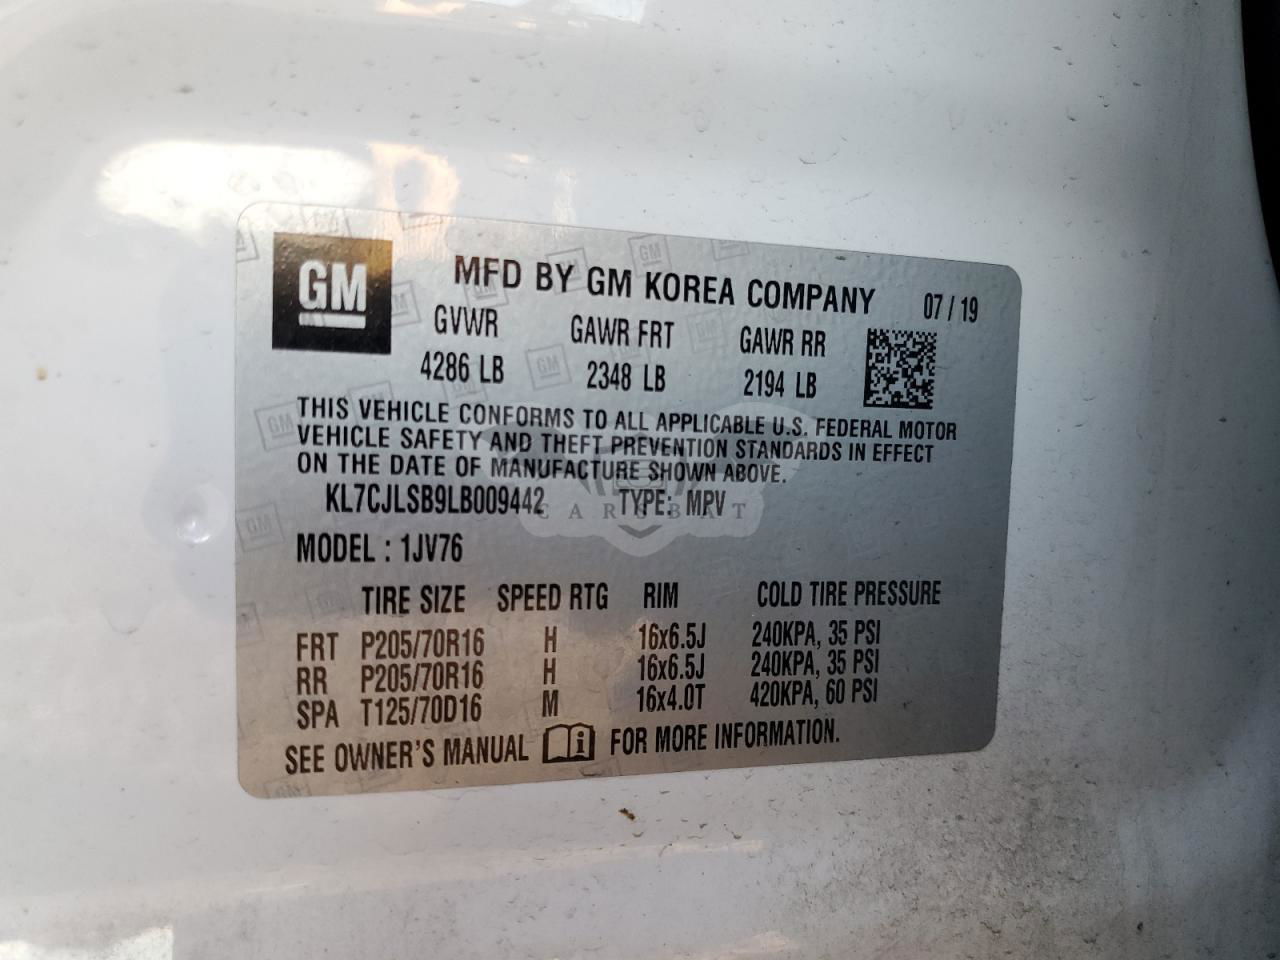 GM MFD BY GM KOREA COMPANY 07/19
GVWR GAWR FRT GAWR RR
4286 LB 2348 LB 2194 LB
THIS VEHICLE CONFORMS TO ALL APPLICABLE U.S. FEDERAL MOTOR
VEHICLE SAFETY AND THEFT PREVENTION STANDARDS IN EFFECT
ON THE DATE OF MANUFACTURE SHOWN ABOVE.
KL7CJLSB9LB009442 TYPE: MPV
CARSBAT
MODEL : 1JV76
TIRE SIZE SPEED RTG RIM COLD TIRE PRESSURE
FRT P205/70R16 H 16x6.5J 240KPA, 35 PSI
RR P205/70R16 H 16x6.5J 240KPA, 35 PSI
SPA T125/70D16 M 16x4.0T 420KPA, 60 PSI
SEE OWNER'S MANUAL FOR MORE INFORMATION.